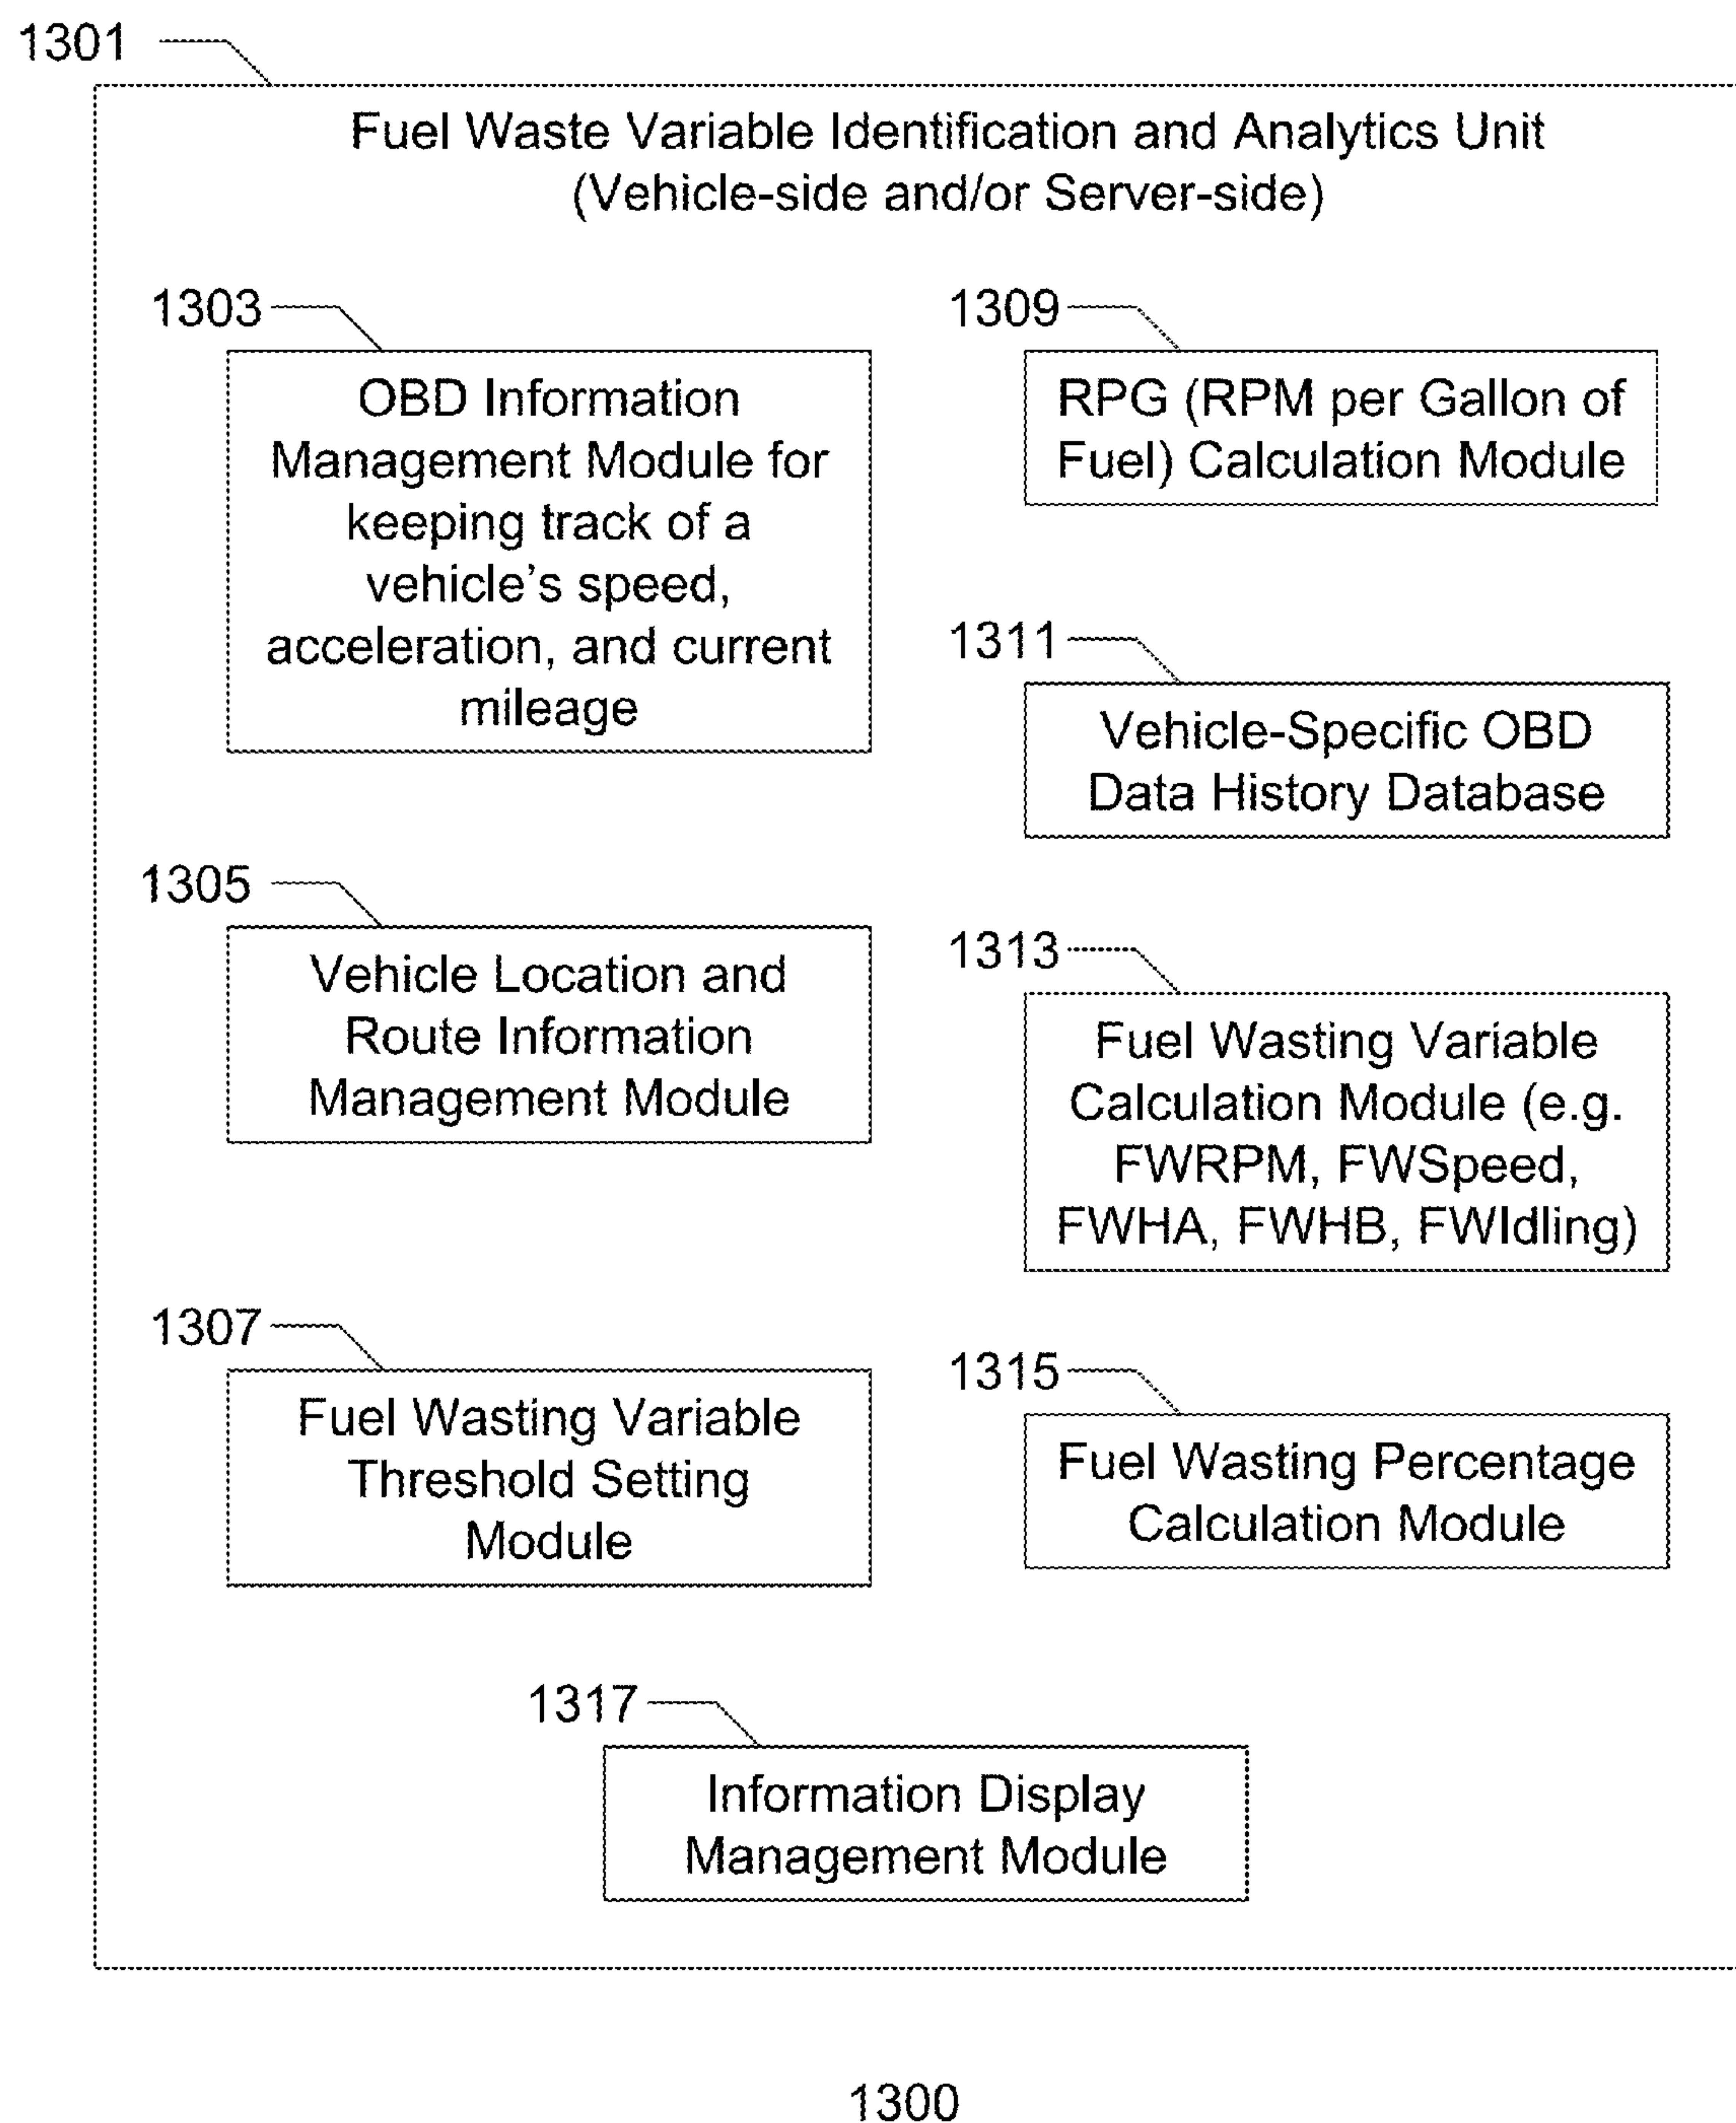 1301
Fuel Waste Variable Identification and Analytics Unit
(Vehicle-side and/or Server-side)
1303
OBD Information
Management Module for
keeping track of a
vehicle's speed,
acceleration, and current
mileage
1305
Vehicle Location and
Route Information
Management Module
1307
Fuel Wasting Variable
Threshold Setting
Module
1309
RPG (RPM per Gallon of
Fuel) Calculation Module
1311
Vehicle-Specific OBD
Data History Database
1313
Fuel Wasting Variable
Calculation Module (e.g.
FWRPM, FWSpeed,
FWHA, FWHB, FWIdling)
1315
Fuel Wasting Percentage
Calculation Module
1317
Information Display
Management Module
1300